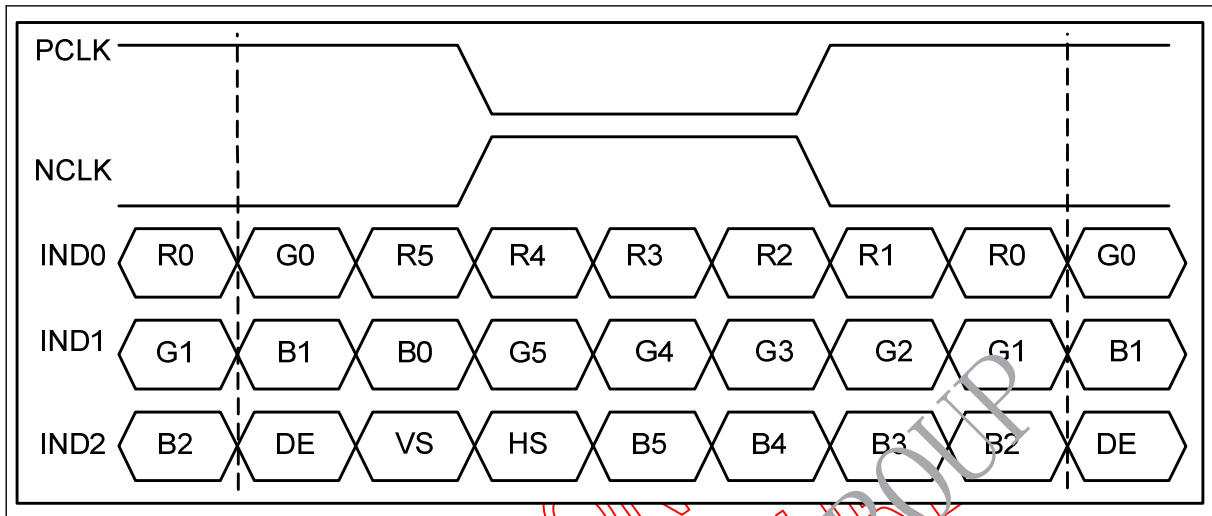 PCLK
NCLK
IND0 R0 G0 R5 R4 R3 R2 R1 R0 G0
IND1 G1 B1 B0 G5 G4 G3 G2 G1 B1
IND2 B2 DE VS HS B5 B4 B3 B2 DE
OUP